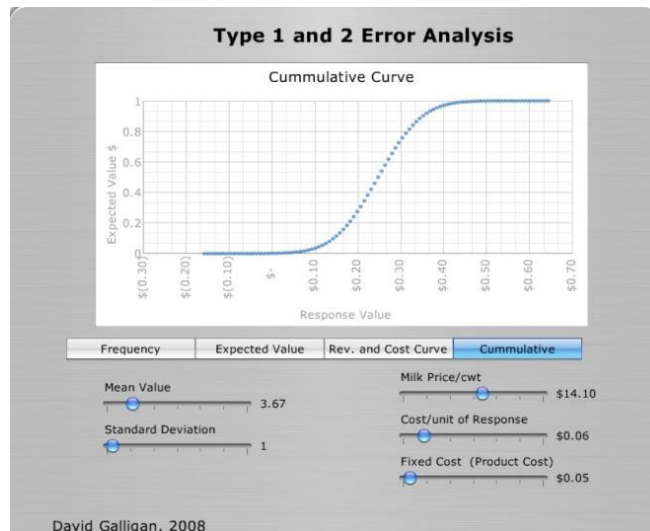 Type 1 and 2 Error Analysis
Cummulative Curve
Expected Value $
1
0.8
0.6
0.4
0.2
0
$(0.30)
$(0.20)
$(0.10)
$-
$0.10
$0.20
$0.30
$0.40
$0.50
$0.60
$0.70
Response Value
Frequency Expected Value Rev. and Cost Curve Cummulative
Mean Value
3.67
Standard Deviation
1
Milk Price/cwt
$14.10
Cost/unit of Response
$0.06
Fixed Cost (Product Cost)
$0.05
David Galligan, 2008